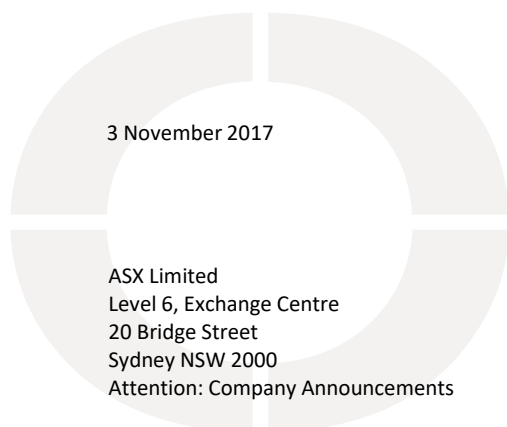 3 November 2017
ASX Limited
Level 6, Exchange Centre
20 Bridge Street
Sydney NSW 2000
Attention: Company Announcements